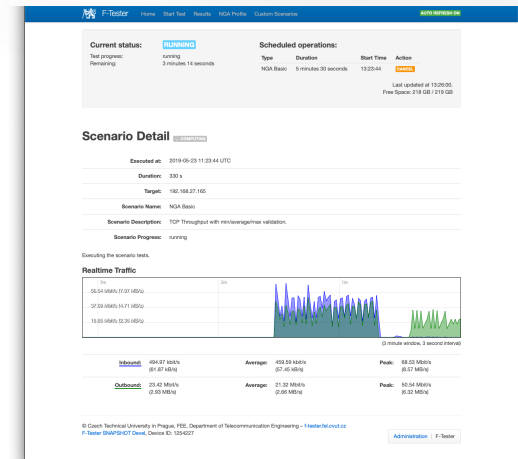 F-Tester Home Start Test Results NGA Profile Custom Scenarios AUTO REFRESH ON
Current status: RUNNING
Test progress: running
Remaining: 3 minutes 14 seconds
Scheduled operations:
Type Duration Start Time Action
NGA Basic 5 minutes 30 seconds 13:23:44 CANCEL
Last updated at 13:26:00.
Free Space: 218 GB / 219 GB
Scenario Detail COMPUTING
Executed at: 2019-05-23 11:23:44 UTC
Duration: 330 s
Target: 192.168.27.165
Scenario Name: NGA Basic
Scenario Description: TCP Throughput with min/average/max validation.
Scenario Progress: running
Executing the scenario tests.
Realtime Traffic
3m 2m 1m
56.54 Mbit/s (7.07 MB/s)
37.69 Mbit/s (4.71 MB/s)
18.85 Mbit/s (2.36 MB/s)
(3 minute window, 3 second interval)
Inbound: 494.97 kbit/s Average: 459.59 kbit/s Peak: 68.53 Mbit/s
(61.87 kB/s) (57.45 kB/s) (8.57 MB/s)
Outbound: 23.42 Mbit/s Average: 21.32 Mbit/s Peak: 50.54 Mbit/s
(2.93 MB/s) (2.66 MB/s) (6.32 MB/s)
© Czech Technical University in Prague, FEE, Department of Telecommunication Engineering – f-tester.fel.cvut.cz
F-Tester SNAPSHOT Devel, Device ID: 1254227
Administration | F-Tester